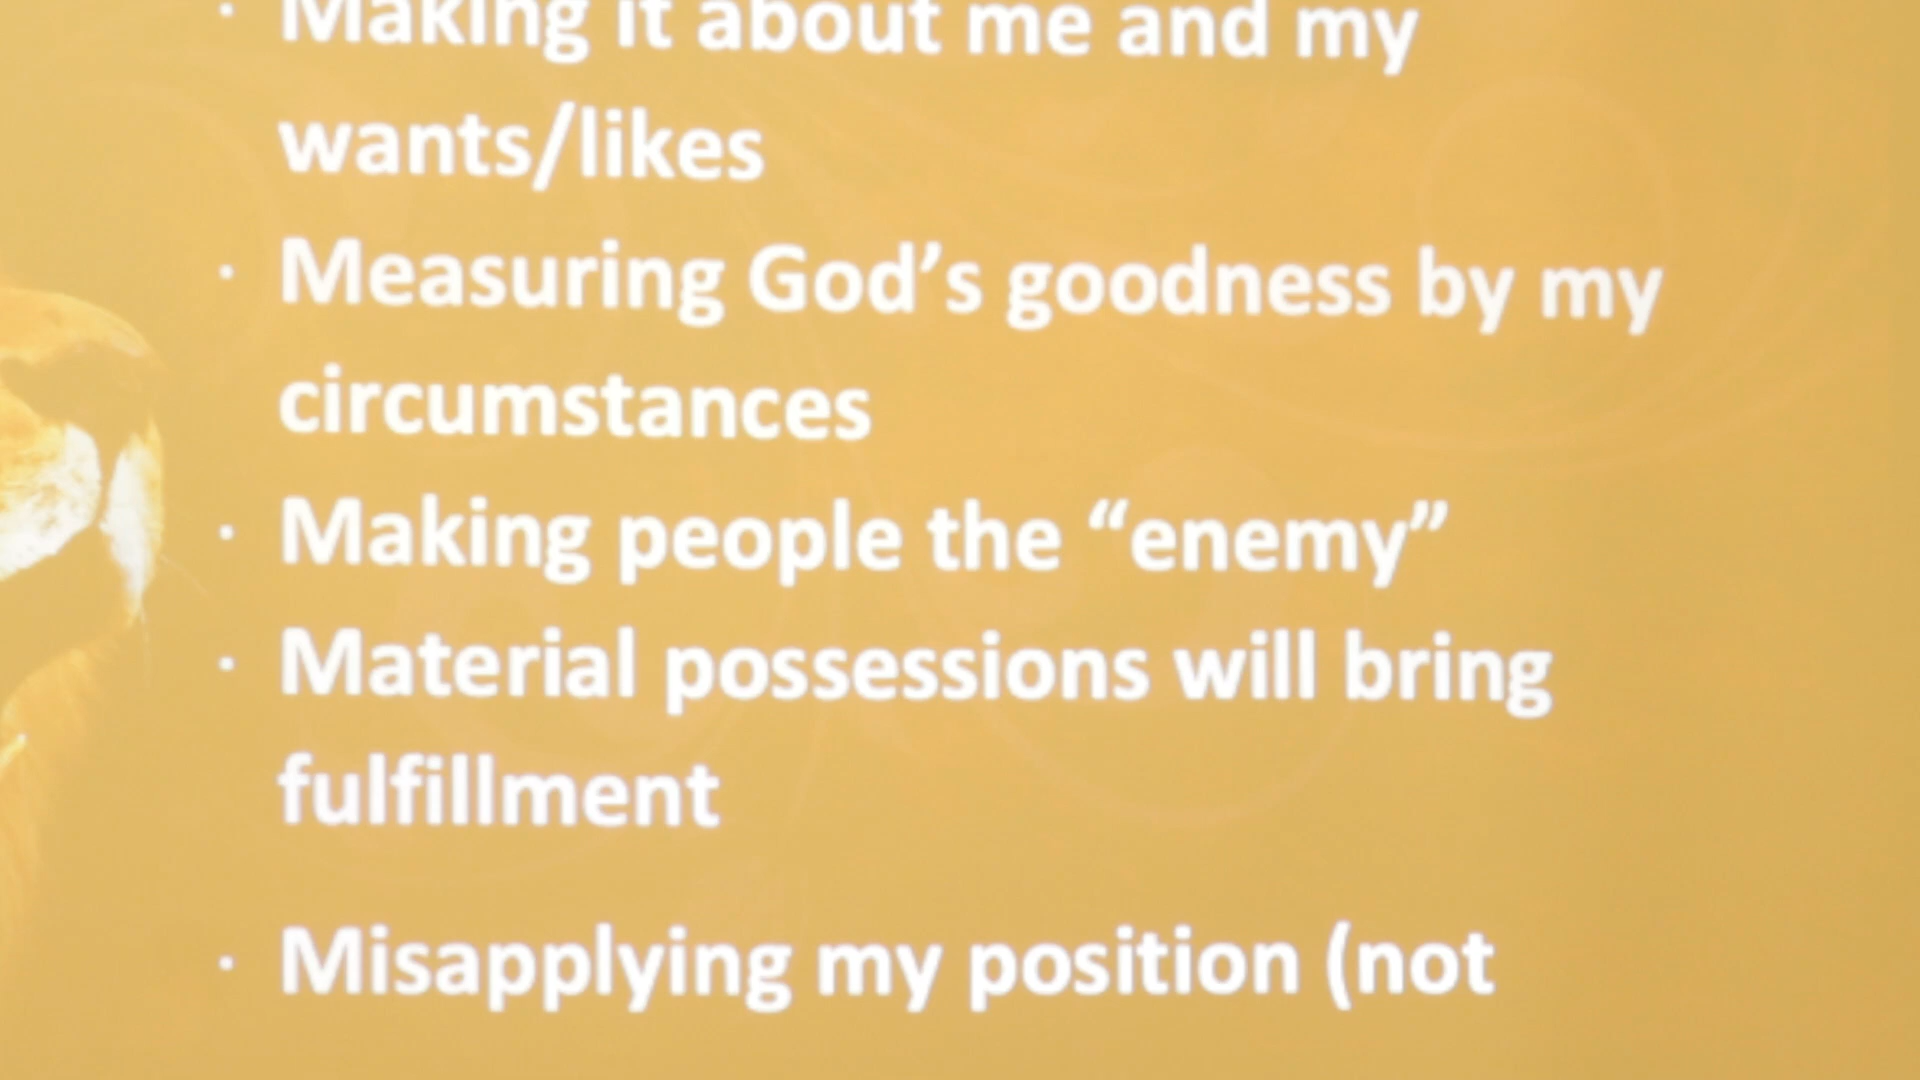 · Making it about me and my
wants/likes
· Measuring God’s goodness by my
circumstances
· Making people the “enemy”
· Material possessions will bring
fulfillment
· Misapplying my position (not